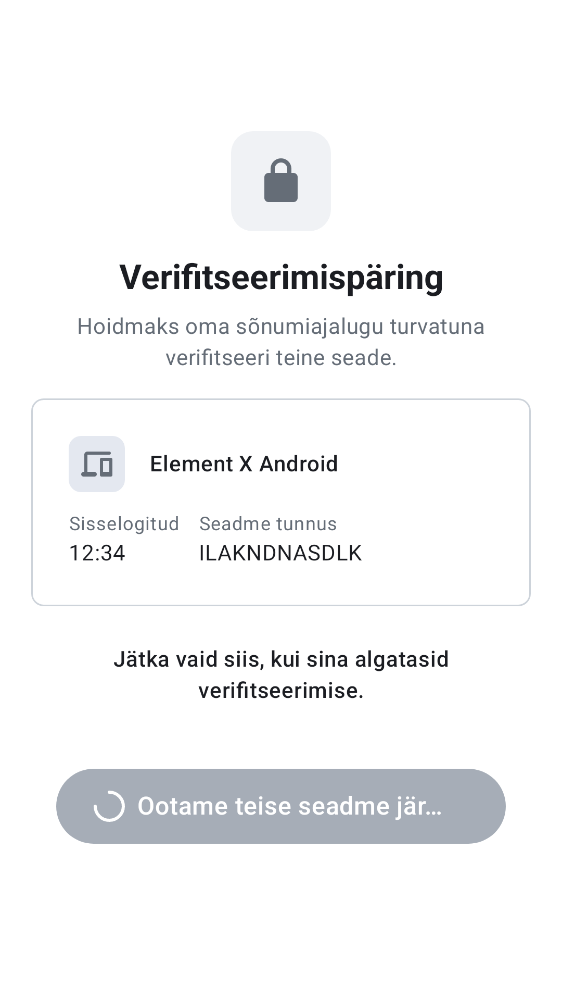 Verifitseerimispäring
Hoidmaks oma sõnumiajalugu turvatuna
verifitseeri teine seade.
Element X Android
Sisselogitud Seadme tunnus
12:34 ILAKNDNASDLK
Jätka vaid siis, kui sina algatasid
verifitseerimise.
Ootame teise seadme jär…